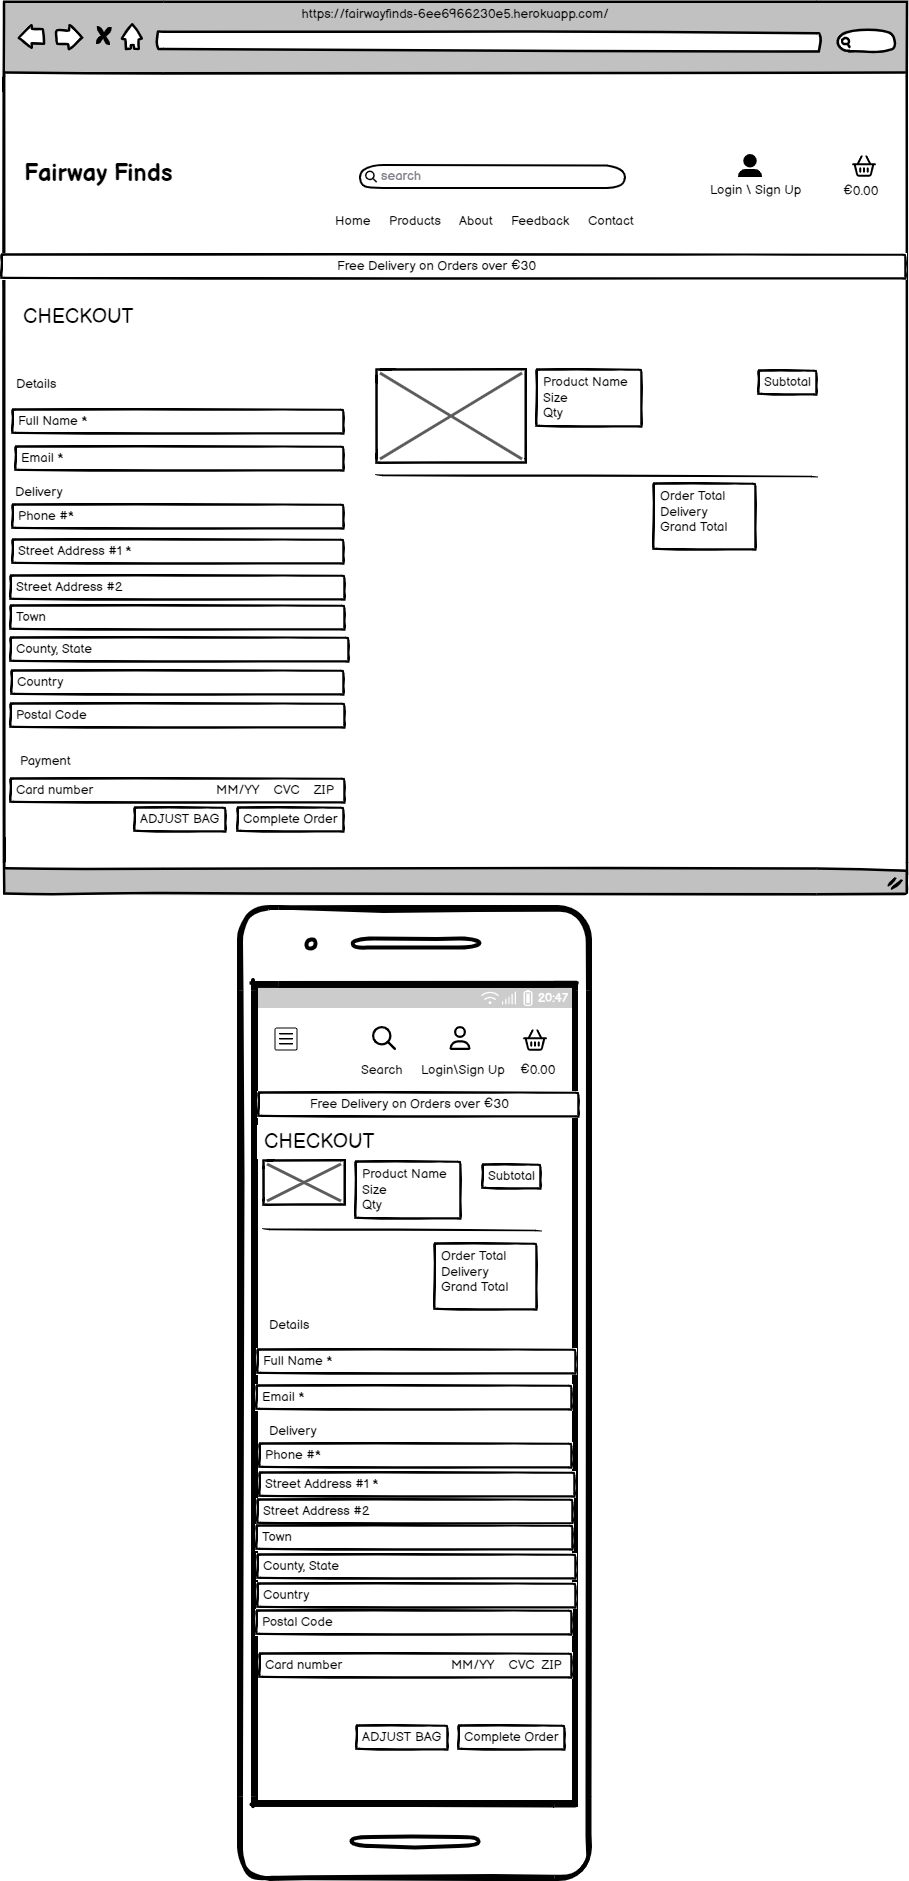 https://fairwayfinds-6ee6966230e5.herokuapp.com/
Fairway Finds
search
Login \ Sign Up
€0.00
Home Products About Feedback Contact
Free Delivery on Orders over €30
CHECKOUT
Details
Full Name *
Email *
Delivery
Phone #*
Street Address #1 *
Street Address #2
Town
County, State
Country
Postal Code
Payment
Card number MM/YY CVC ZIP
ADJUST BAG Complete Order
Product Name
Size
Qty
Subtotal
Order Total
Delivery
Grand Total
20:47
Search Login\Sign Up €0.00
Free Delivery on Orders over €30
CHECKOUT
Product Name
Size
Qty
Subtotal
Order Total
Delivery
Grand Total
Details
Full Name *
Email *
Delivery
Phone #*
Street Address #1 *
Street Address #2
Town
County, State
Country
Postal Code
Card number MM/YY CVC ZIP
ADJUST BAG Complete Order